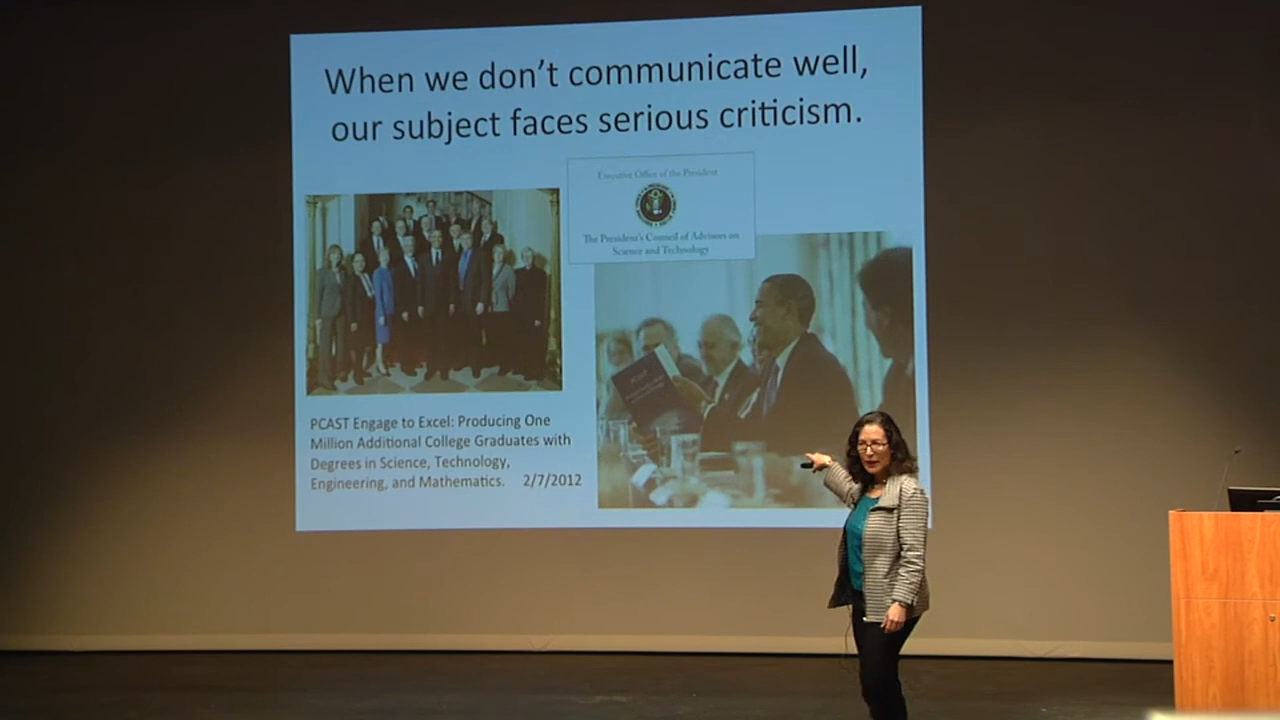 When we don't communicate well,
our subject faces serious criticism.
Executive Office of the President
The President's Council of Advisors on
Science and Technology
PCAST Engage to Excel: Producing One
Million Additional College Graduates with
Degrees in Science, Technology,
Engineering, and Mathematics. 2/7/2012